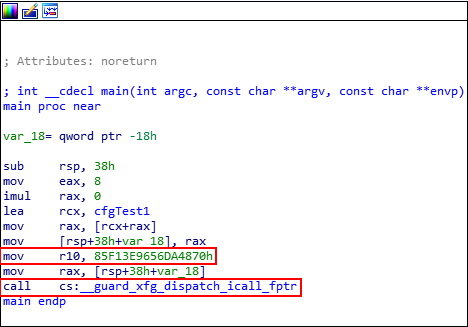 ; Attributes: noreturn
; int __cdecl main(int argc, const char **argv, const char **envp)
main proc near
var_18= qword ptr -18h
sub rsp, 38h
mov eax, 8
imul rax, 0
lea rcx, cfgTest1
mov rax, [rcx+rax]
mov [rsp+38h+var_18], rax
mov r10, 85F13E9656DA4870h
mov rax, [rsp+38h+var_18]
call cs:__guard_xfg_dispatch_icall_fptr
main endp